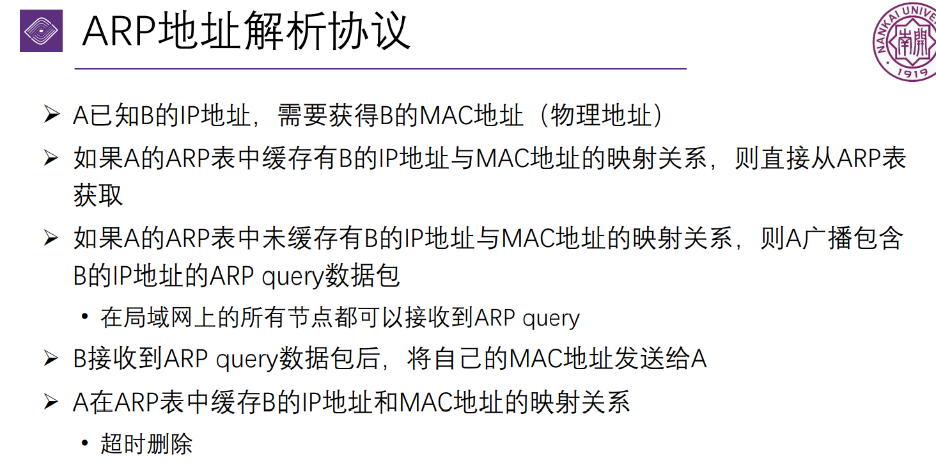 ARP地址解析协议
NANKAI UNIVE
南開
1919
➢ A已知B的IP地址，需要获得B的MAC地址（物理地址）
➢ 如果A的ARP表中缓存有B的IP地址与MAC地址的映射关系，则直接从ARP表
获取
➢ 如果A的ARP表中未缓存有B的IP地址与MAC地址的映射关系，则A广播包含
B的IP地址的ARP query数据包
• 在局域网上的所有节点都可以接收到ARP query
➢ B接收到ARP query数据包后，将自己的MAC地址发送给A
➢ A在ARP表中缓存B的IP地址和MAC地址的映射关系
• 超时删除